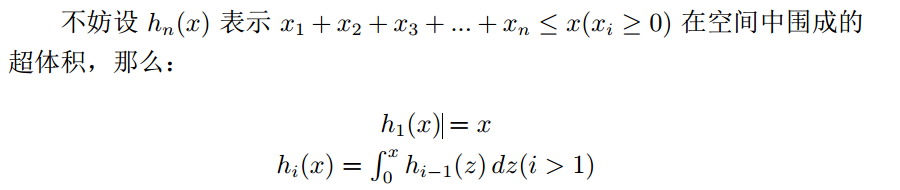 不妨设 hₙ(x) 表示 x₁ + x₂ + x₃ + ... + xₙ ≤ x(xᵢ ≥ 0) 在空间中围成的
超体积，那么：
h₁(x)| = x
hᵢ(x) = ∫₀ˣ hᵢ₋₁(z) dz(i > 1)